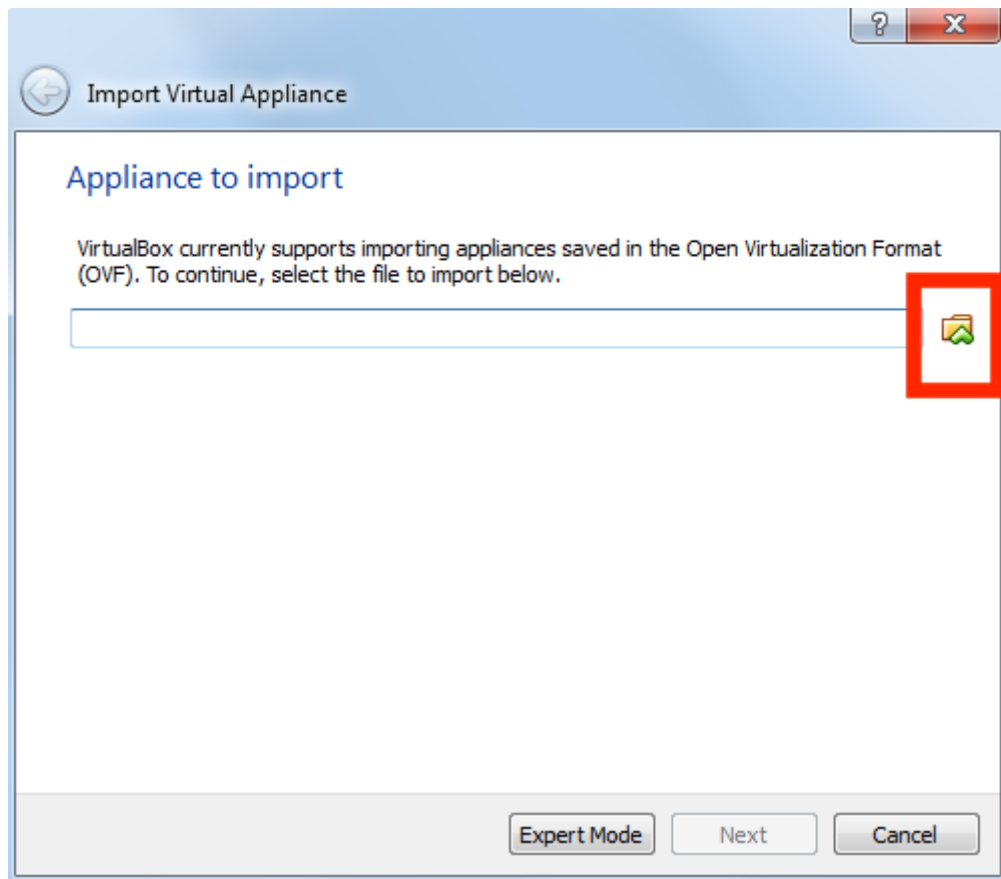 Import Virtual Appliance
Appliance to import
VirtualBox currently supports importing appliances saved in the Open Virtualization Format
(OVF). To continue, select the file to import below.
Expert Mode Next Cancel